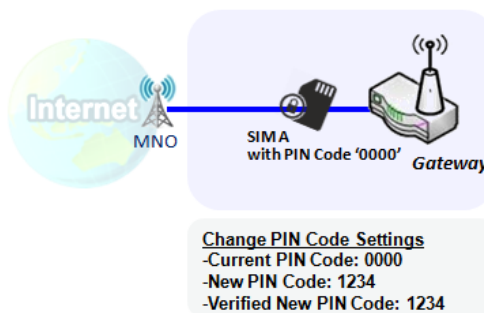 Internet
MNO
SIM A
with PIN Code ‘0000’
Gateway
Change PIN Code Settings
-Current PIN Code: 0000
-New PIN Code: 1234
-Verified New PIN Code: 1234